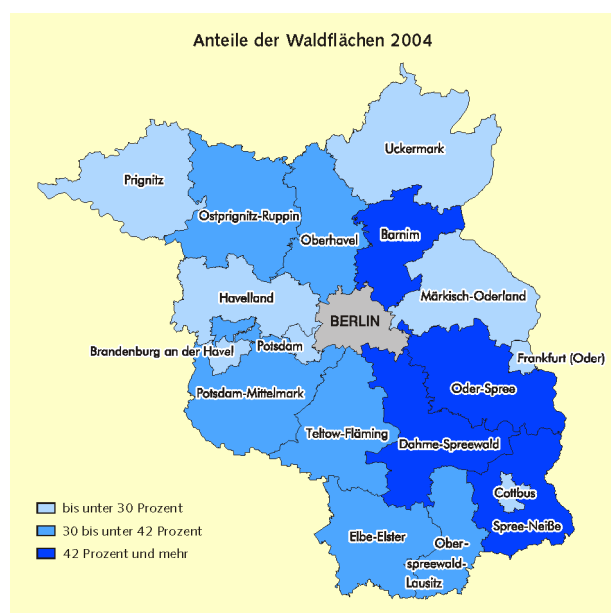 Anteile der Waldflächen 2004
Uckermark
Prignitz
Ostprignitz-Ruppin
Oberhavel
Barnim
Havelland
Märkisch-Oderland
BERLIN
Brandenburg an der Havel
Potsdam
Frankfurt (Oder)
Potsdam-Mittelmark
Oder-Spree
Teltow-Fläming
Dahme-Spreewald
Cottbus
Spree-Neiße
Elbe-Elster
Ober-
spreewald-
Lausitz
bis unter 30 Prozent
30 bis unter 42 Prozent
42 Prozent und mehr